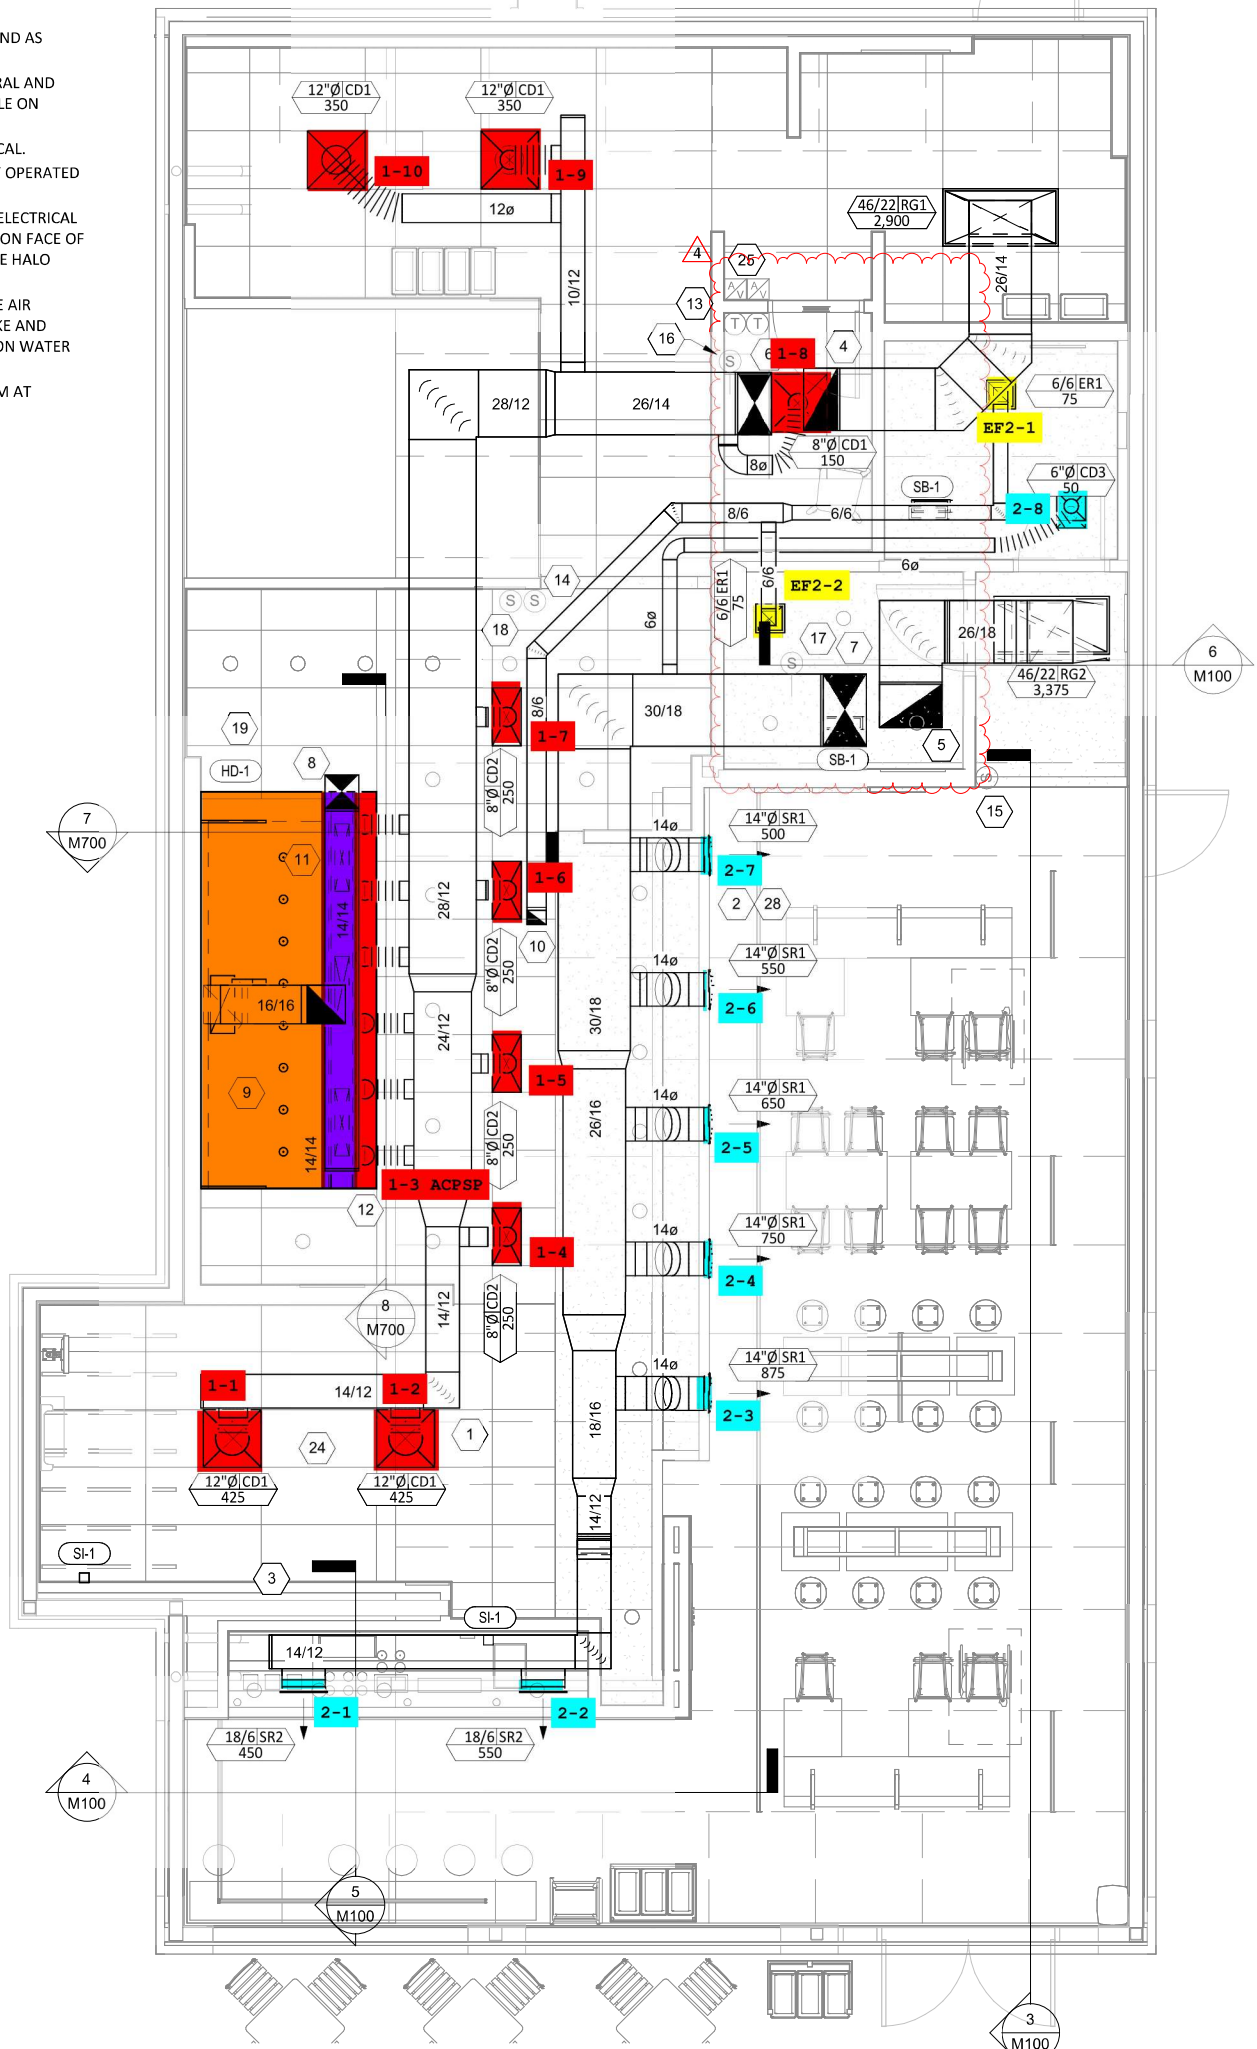 ND AS
RAL AND
LE ON
CAL.
OPERATED
ELECTRICAL
ON FACE OF
E HALO
E AIR
KE AND
ON WATER
M AT
12"Ø CD1
350
12"Ø CD1
350
1-10
1-9
12ø
10/12
46/22 RG1
2,900
26/14
4
25
A/V A/V
13
T T
16
S
6
1-8
4
28/12
26/14
8"Ø CD1
150
8ø
6/6 ER1
75
EF2-1
SB-1
6"Ø CD3
50
2-8
8/6
6/6
6ø
14
S S
18
6ø
6/6 ER1
75
6/6
EF2-2
17
7
S
26/18
46/22 RG2
3,375
6
M100
19
HD-1
8
8/6
1-7
30/18
SB-1
5
S
15
8"Ø CD2
250
7
M700
11
14/14
28/12
1-6
10
14ø
14"Ø SR1
500
2-7
2
28
8"Ø CD2
250
14ø
14"Ø SR1
550
2-6
16/16
24/12
30/18
9
14/14
1-5
26/16
14ø
14"Ø SR1
650
2-5
8"Ø CD2
250
1-3 ACPSP
12
1-4
14ø
14"Ø SR1
750
2-4
8
M700
14/12
8"Ø CD2
250
14ø
14"Ø SR1
875
2-3
1-1
14/12
1-2
18/16
24
1
12"Ø CD1
425
12"Ø CD1
425
14/12
SI-1
3
SI-1
14/12
2-1
2-2
18/6 SR2
450
18/6 SR2
550
4
M100
5
M100
3
M100